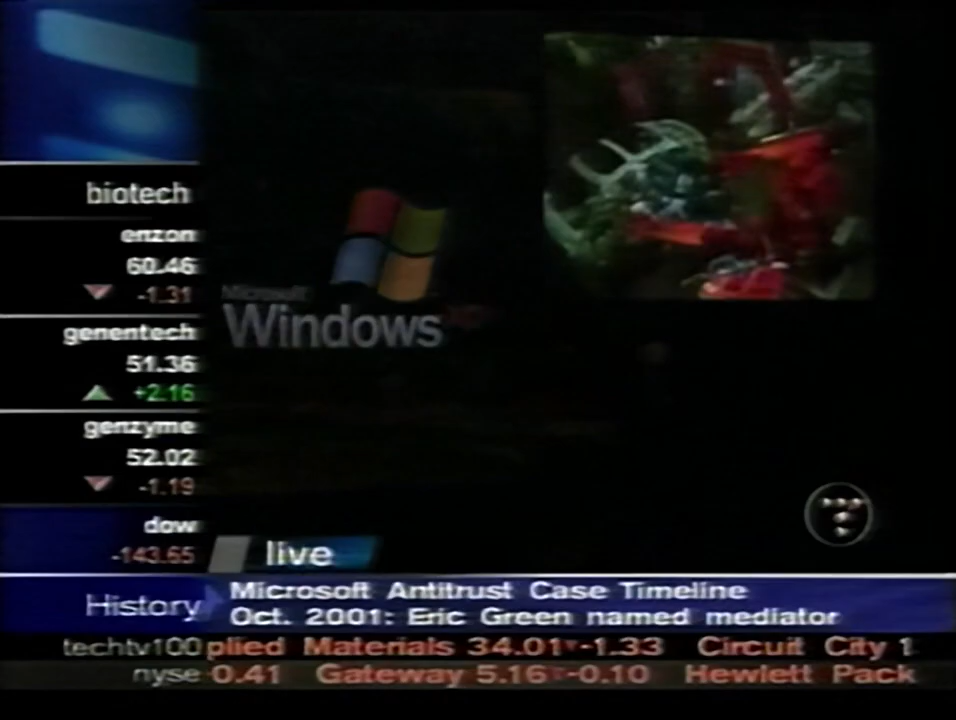 biotech
enzon
60.46
-1.31
genentech
51.36
+2.16
genzyme
52.02
-1.19
dow
-143.65
Microsoft
Windows xp
live
History
Microsoft Antitrust Case Timeline
Oct. 2001: Eric Green named mediator
techtv100 plied Materials 34.01 -1.33 Circuit City 1
nyse 0.41 Gateway 5.16 -0.10 Hewlett Pack